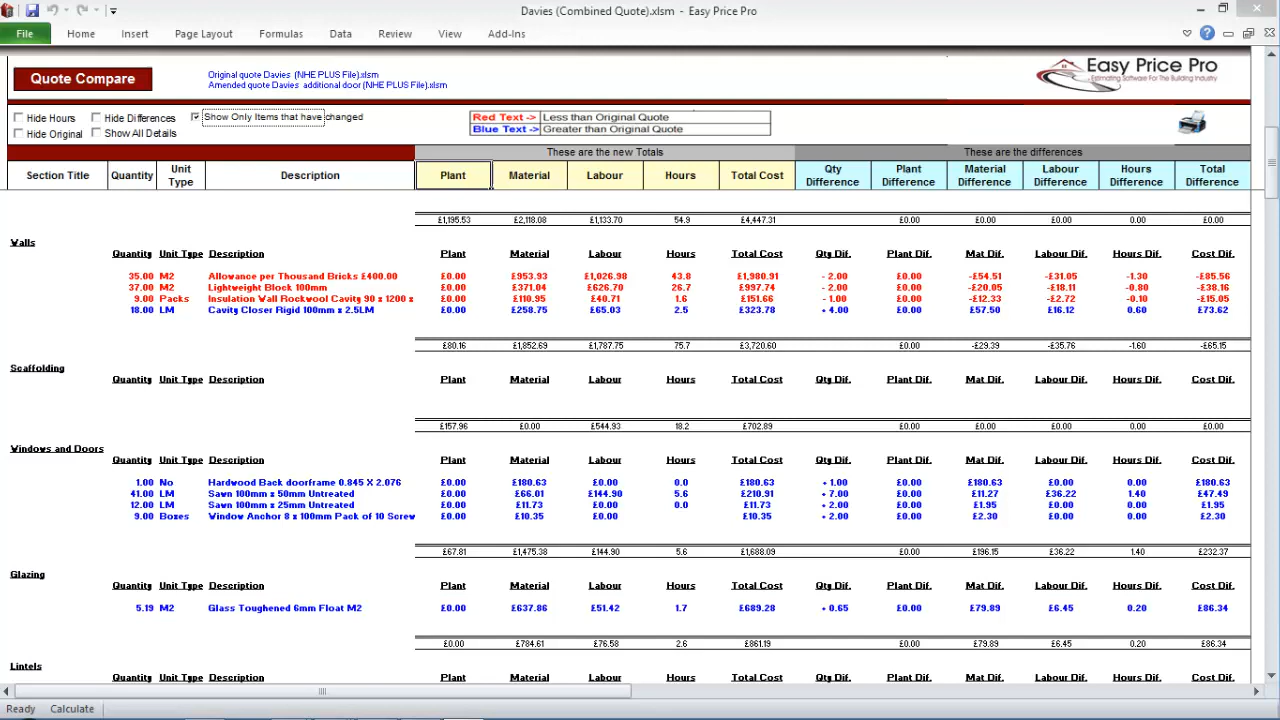 Davies (Combined Quote).xlsm - Easy Price Pro
File Home Insert Page Layout Formulas Data Review View Add-Ins
Quote Compare
Original quote Davies (NHE PLUS File).xlsm
Amended quote Davies additional door (NHE PLUS File).xlsm
Easy Price Pro
Estimating Software For The Building Industry
Hide Hours Hide Differences Show Only Items that have changed
Hide Original Show All Details
Red Text -> Less than Original Quote
Blue Text -> Greater than Original Quote
These are the new Totals These are the differences
Section Title Quantity Unit Type Description Plant Material Labour Hours Total Cost Qty Difference Plant Difference Material Difference Labour Difference Hours Difference Total Difference
£1,195.53 £2,118.08 £1,133.70 54.9 £4,447.31 £0.00 £0.00 £0.00 0.00 £0.00
Walls
Quantity Unit Type Description Plant Material Labour Hours Total Cost Qty Dif. Plant Dif. Mat Dif. Labour Dif. Hours Dif. Cost Dif.
35.00 M2 Allowance per Thousand Bricks £400.00 £0.00 £953.93 £1,026.98 43.8 £1,980.91 - 2.00 £0.00 -£54.51 -£31.05 -1.30 -£85.56
37.00 M2 Lightweight Block 100mm £0.00 £371.04 £626.70 26.7 £997.74 - 2.00 £0.00 -£20.05 -£18.11 -0.80 -£38.16
9.00 Packs Insulation Wall Rockwool Cavity 90 x 1200 x £0.00 £110.95 £40.71 1.6 £151.66 - 1.00 £0.00 -£12.33 -£2.72 -0.10 -£15.05
18.00 LM Cavity Closer Rigid 100mm x 2.5LM £0.00 £258.75 £65.03 2.5 £323.78 + 4.00 £0.00 £57.50 £16.12 0.60 £73.62
£80.16 £1,852.69 £1,787.75 75.7 £3,720.60 £0.00 -£29.39 -£35.76 -1.60 -£65.15
Scaffolding
Quantity Unit Type Description Plant Material Labour Hours Total Cost Qty Dif. Plant Dif. Mat Dif. Labour Dif. Hours Dif. Cost Dif.
£157.96 £0.00 £544.93 18.2 £702.89 £0.00 £0.00 £0.00 0.00 £0.00
Windows and Doors
Quantity Unit Type Description Plant Material Labour Hours Total Cost Qty Dif. Plant Dif. Mat Dif. Labour Dif. Hours Dif. Cost Dif.
1.00 No Hardwood Back doorframe 0.845 X 2.076 £0.00 £180.63 £0.00 0.0 £180.63 + 1.00 £0.00 £180.63 £0.00 0.00 £180.63
41.00 LM Sawn 100mm x 50mm Untreated £0.00 £66.01 £144.90 5.6 £210.91 + 7.00 £0.00 £11.27 £36.22 1.40 £47.49
12.00 LM Sawn 100mm x 25mm Untreated £0.00 £11.73 £0.00 0.0 £11.73 + 2.00 £0.00 £1.95 £0.00 0.00 £1.95
9.00 Boxes Window Anchor 8 x 100mm Pack of 10 Screw £0.00 £10.35 £0.00 £10.35 + 2.00 £0.00 £2.30 £0.00 0.00 £2.30
£67.81 £1,475.38 £144.90 5.6 £1,688.09 £0.00 £196.15 £36.22 1.40 £232.37
Glazing
Quantity Unit Type Description Plant Material Labour Hours Total Cost Qty Dif. Plant Dif. Mat Dif. Labour Dif. Hours Dif. Cost Dif.
5.19 M2 Glass Toughened 6mm Float M2 £0.00 £637.86 £51.42 1.7 £689.28 + 0.65 £0.00 £79.89 £6.45 0.20 £86.34
£0.00 £784.61 £76.58 2.6 £861.19 £0.00 £79.89 £6.45 0.20 £86.34
Lintels
Quantity Unit Type Description Plant Material Labour Hours Total Cost Qty Dif. Plant Dif. Mat Dif. Labour Dif. Hours Dif. Cost Dif.
Ready Calculate